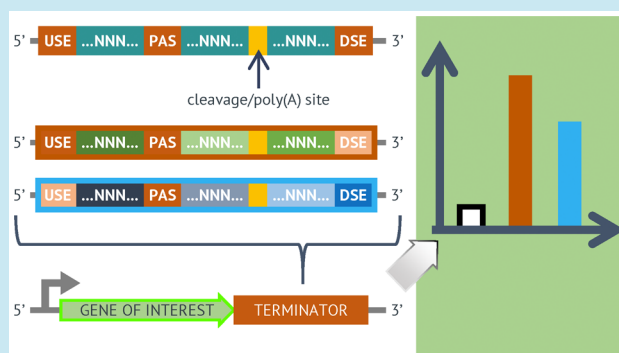 5’ USE ...NNN... PAS ...NNN... ...NNN... DSE 3’
cleavage/poly(A) site
5’ USE ...NNN... PAS ...NNN... ...NNN... DSE 3’
5’ USE ...NNN... PAS ...NNN... ...NNN... DSE 3’
5’ GENE OF INTEREST TERMINATOR 3’